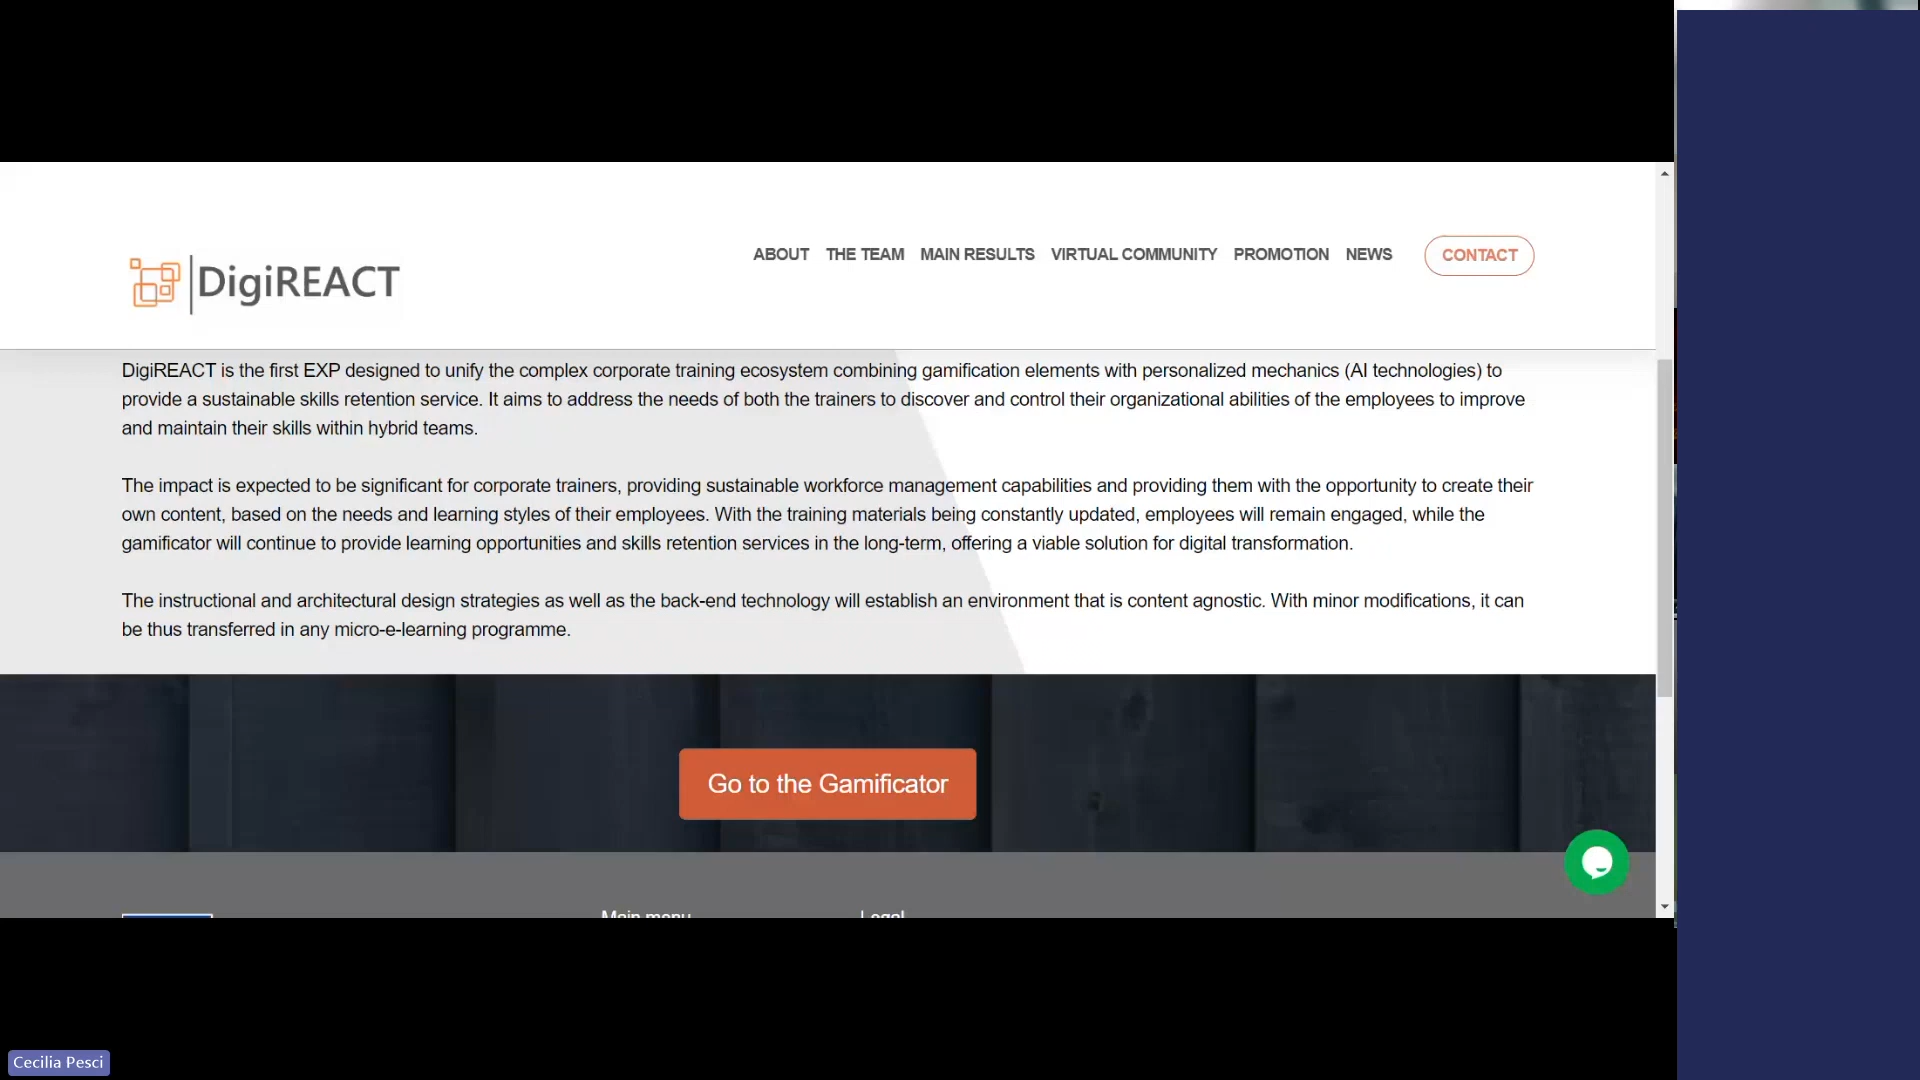 ABOUT THE TEAM MAIN RESULTS VIRTUAL COMMUNITY PROMOTION NEWS CONTACT
DigiREACT
DigiREACT is the first EXP designed to unify the complex corporate training ecosystem combining gamification elements with personalized mechanics (AI technologies) to
provide a sustainable skills retention service. It aims to address the needs of both the trainers to discover and control their organizational abilities of the employees to improve
and maintain their skills within hybrid teams.
The impact is expected to be significant for corporate trainers, providing sustainable workforce management capabilities and providing them with the opportunity to create their
own content, based on the needs and learning styles of their employees. With the training materials being constantly updated, employees will remain engaged, while the
gamificator will continue to provide learning opportunities and skills retention services in the long-term, offering a viable solution for digital transformation.
The instructional and architectural design strategies as well as the back-end technology will establish an environment that is content agnostic. With minor modifications, it can
be thus transferred in any micro-e-learning programme.
Go to the Gamificator
Main menu Legal
Cecilia Pesci